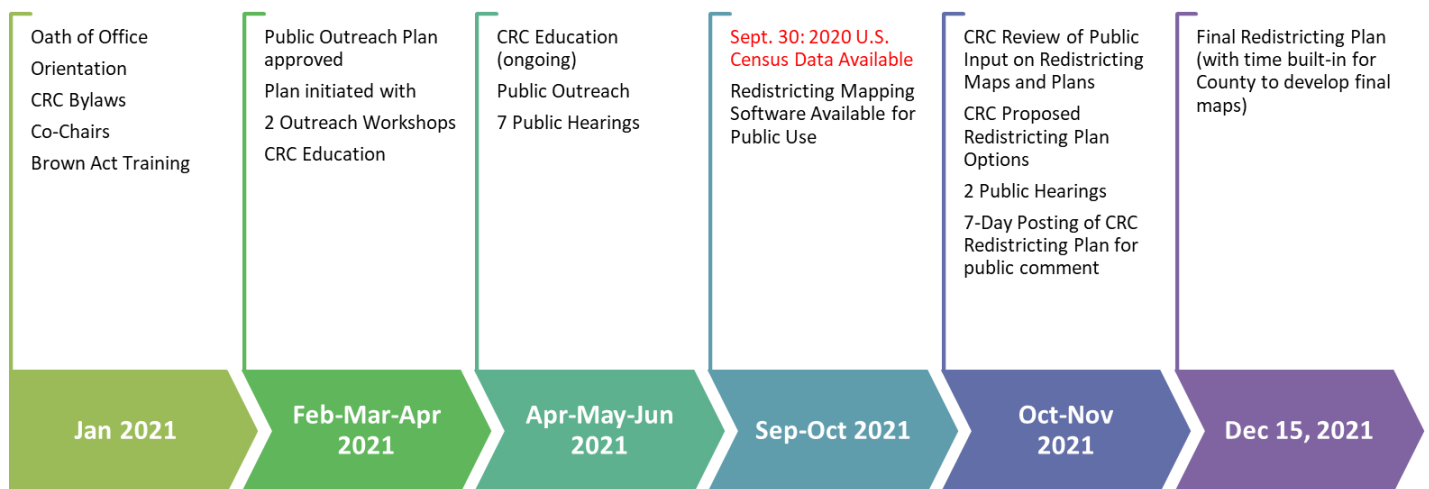 Oath of Office
Orientation
CRC Bylaws
Co-Chairs
Brown Act Training
Jan 2021
Public Outreach Plan
approved
Plan initiated with
2 Outreach Workshops
CRC Education
Feb-Mar-Apr
2021
CRC Education
(ongoing)
Public Outreach
7 Public Hearings
Apr-May-Jun
2021
Sept. 30: 2020 U.S.
Census Data Available
Redistricting Mapping
Software Available for
Public Use
Sep-Oct 2021
CRC Review of Public
Input on Redistricting
Maps and Plans
CRC Proposed
Redistricting Plan
Options
2 Public Hearings
7-Day Posting of CRC
Redistricting Plan for
public comment
Oct-Nov
2021
Final Redistricting Plan
(with time built-in for
County to develop final
maps)
Dec 15, 2021